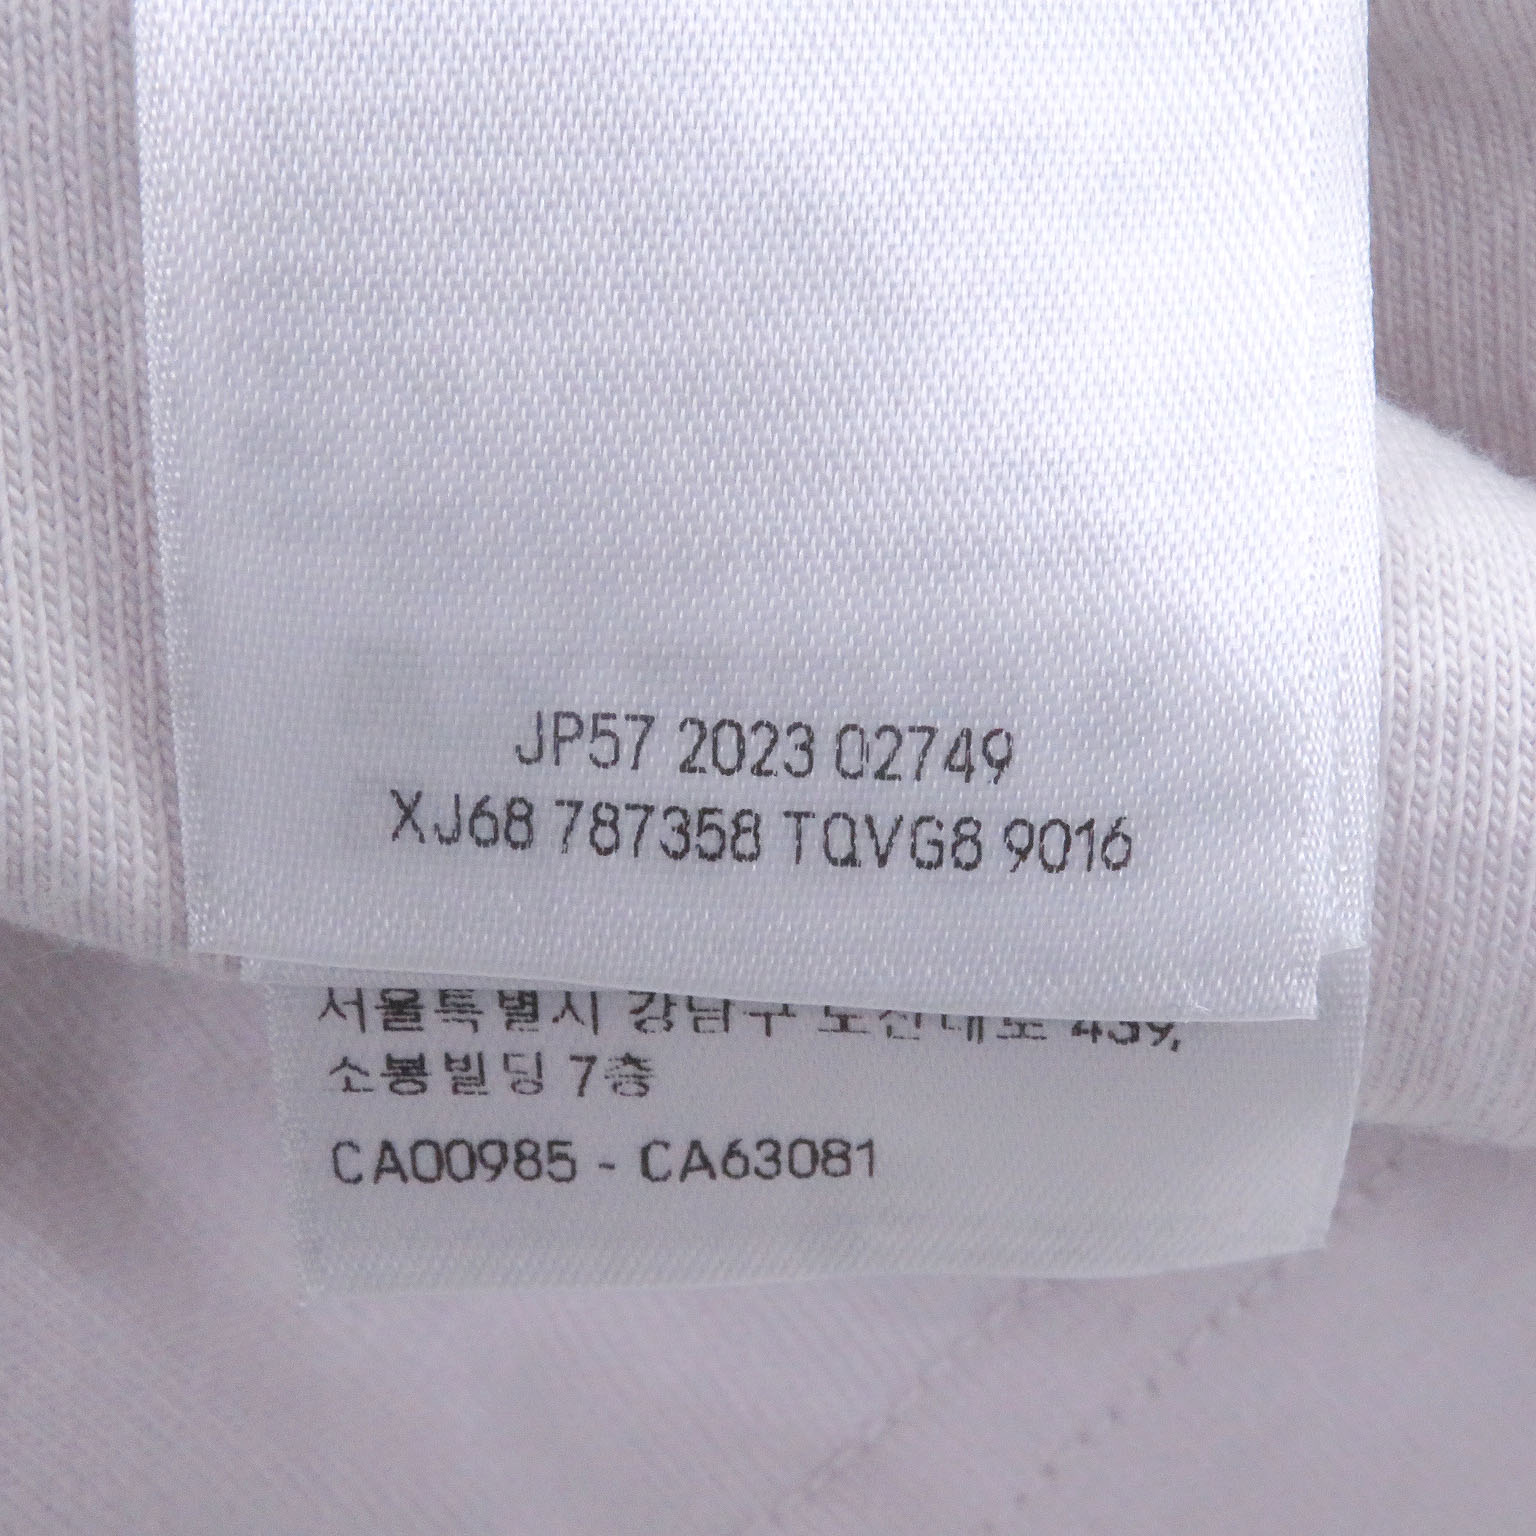 JP57 2023 02749
XJ68 787358 TQVG8 9016
서울특별시 강남구 도산대로 439,
소봉빌딩 7층
CA00985 - CA63081